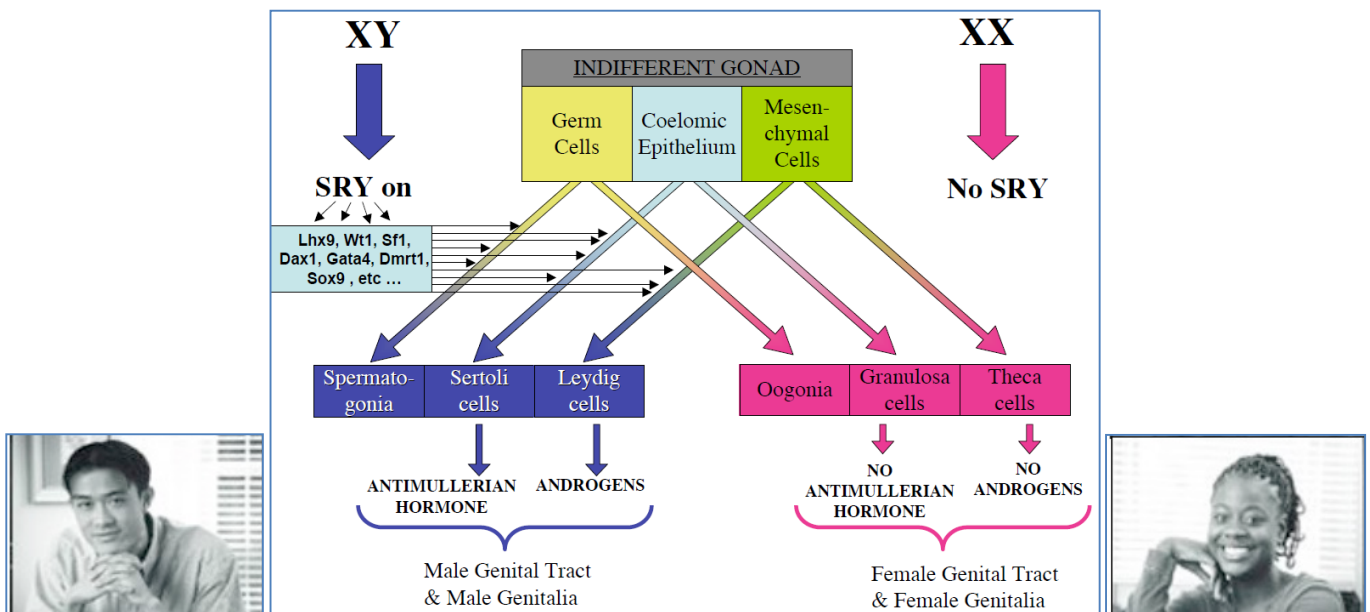 XY
XX
INDIFFERENT GONAD
Germ
Cells
Coelomic
Epithelium
Mesen-
chymal
Cells
SRY on
No SRY
Lhx9, Wt1, Sf1,
Dax1, Gata4, Dmrt1,
Sox9 , etc ...
Spermato-
gonia
Sertoli
cells
Leydig
cells
Oogonia
Granulosa
cells
Theca
cells
ANTIMULLERIAN
HORMONE
ANDROGENS
NO
ANTIMULLERIAN
HORMONE
NO
ANDROGENS
Male Genital Tract
& Male Genitalia
Female Genital Tract
& Female Genitalia